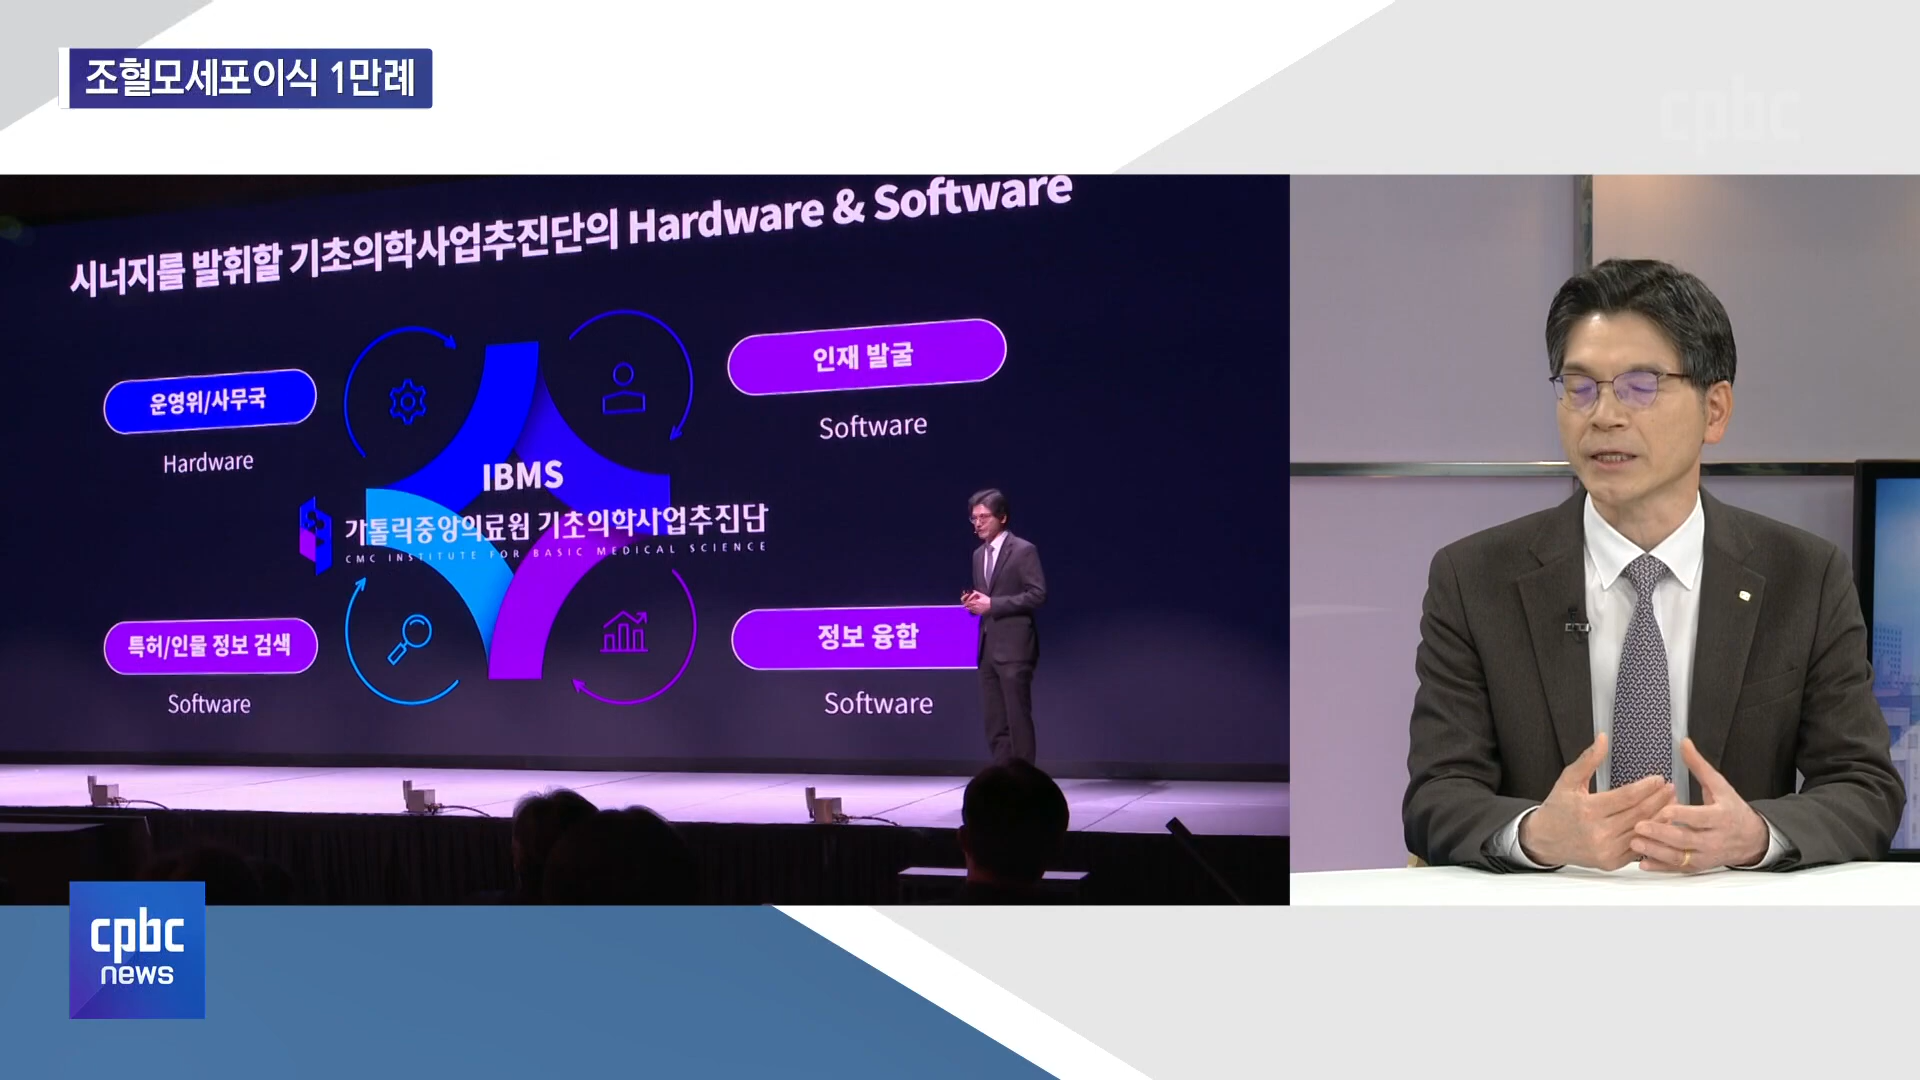 조혈모세포이식 1만례
cpbc
시너지를 발휘할 기초의학사업추진단의 Hardware & Software
운영위/사무국
Hardware
인재 발굴
Software
IBMS
가톨릭중앙의료원 기초의학사업추진단
CMC INSTITUTE FOR BASIC MEDICAL SCIENCE
특허/인물 정보 검색
Software
정보 융합
Software
cpbc
news